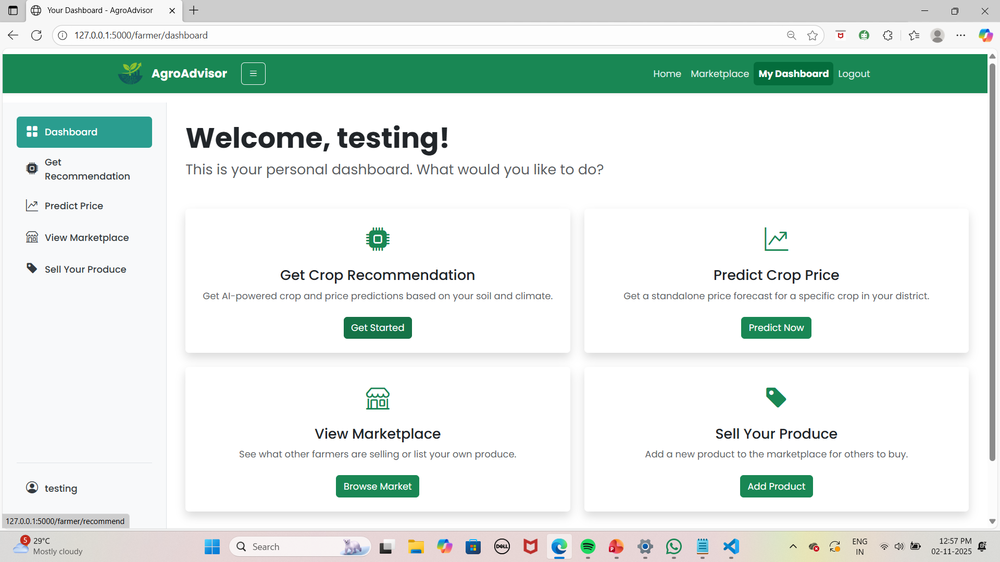 Your Dashboard - AgroAdvisor
127.0.0.1:5000/farmer/dashboard
AgroAdvisor
Home Marketplace My Dashboard Logout
Dashboard
Get
Recommendation
Predict Price
View Marketplace
Sell Your Produce
testing
Welcome, testing!
This is your personal dashboard. What would you like to do?
Get Crop Recommendation
Get AI-powered crop and price predictions based on your soil and climate.
Get Started
Predict Crop Price
Get a standalone price forecast for a specific crop in your district.
Predict Now
View Marketplace
See what other farmers are selling or list your own produce.
Browse Market
Sell Your Produce
Add a new product to the marketplace for others to buy.
Add Product
127.0.0.1:5000/farmer/recommend
5
29°C
Mostly cloudy
Search
DELL
P
ENG
IN
12:57 PM
02-11-2025